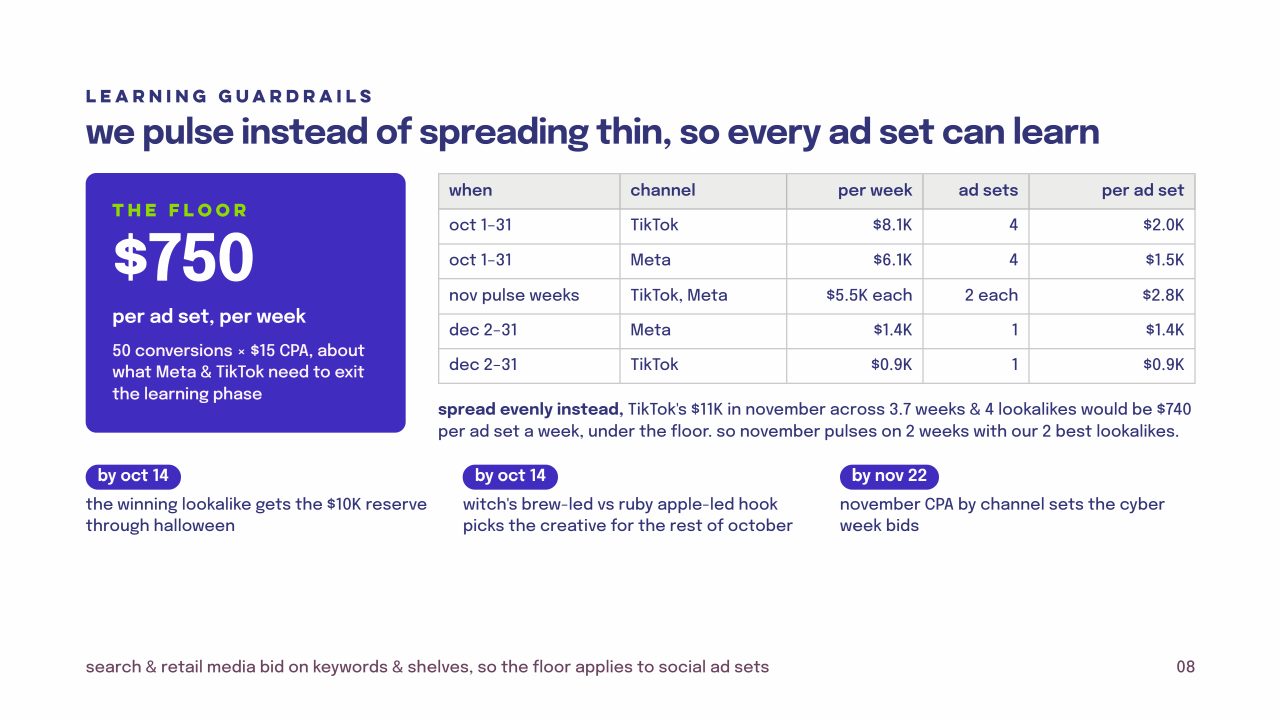 LEARNING GUARDRAILS
we pulse instead of spreading thin, so every ad set can learn
THE FLOOR
$750
per ad set, per week
50 conversions × $15 CPA, about
what Meta & TikTok need to exit
the learning phase
when channel per week ad sets per ad set
oct 1–31 TikTok $8.1K 4 $2.0K
oct 1–31 Meta $6.1K 4 $1.5K
nov pulse weeks TikTok, Meta $5.5K each 2 each $2.8K
dec 2–31 Meta $1.4K 1 $1.4K
dec 2–31 TikTok $0.9K 1 $0.9K
spread evenly instead, TikTok's $11K in november across 3.7 weeks & 4 lookalikes would be $740
per ad set a week, under the floor. so november pulses on 2 weeks with our 2 best lookalikes.
by oct 14
the winning lookalike gets the $10K reserve
through halloween
by oct 14
witch's brew-led vs ruby apple-led hook
picks the creative for the rest of october
by nov 22
november CPA by channel sets the cyber
week bids
search & retail media bid on keywords & shelves, so the floor applies to social ad sets
08